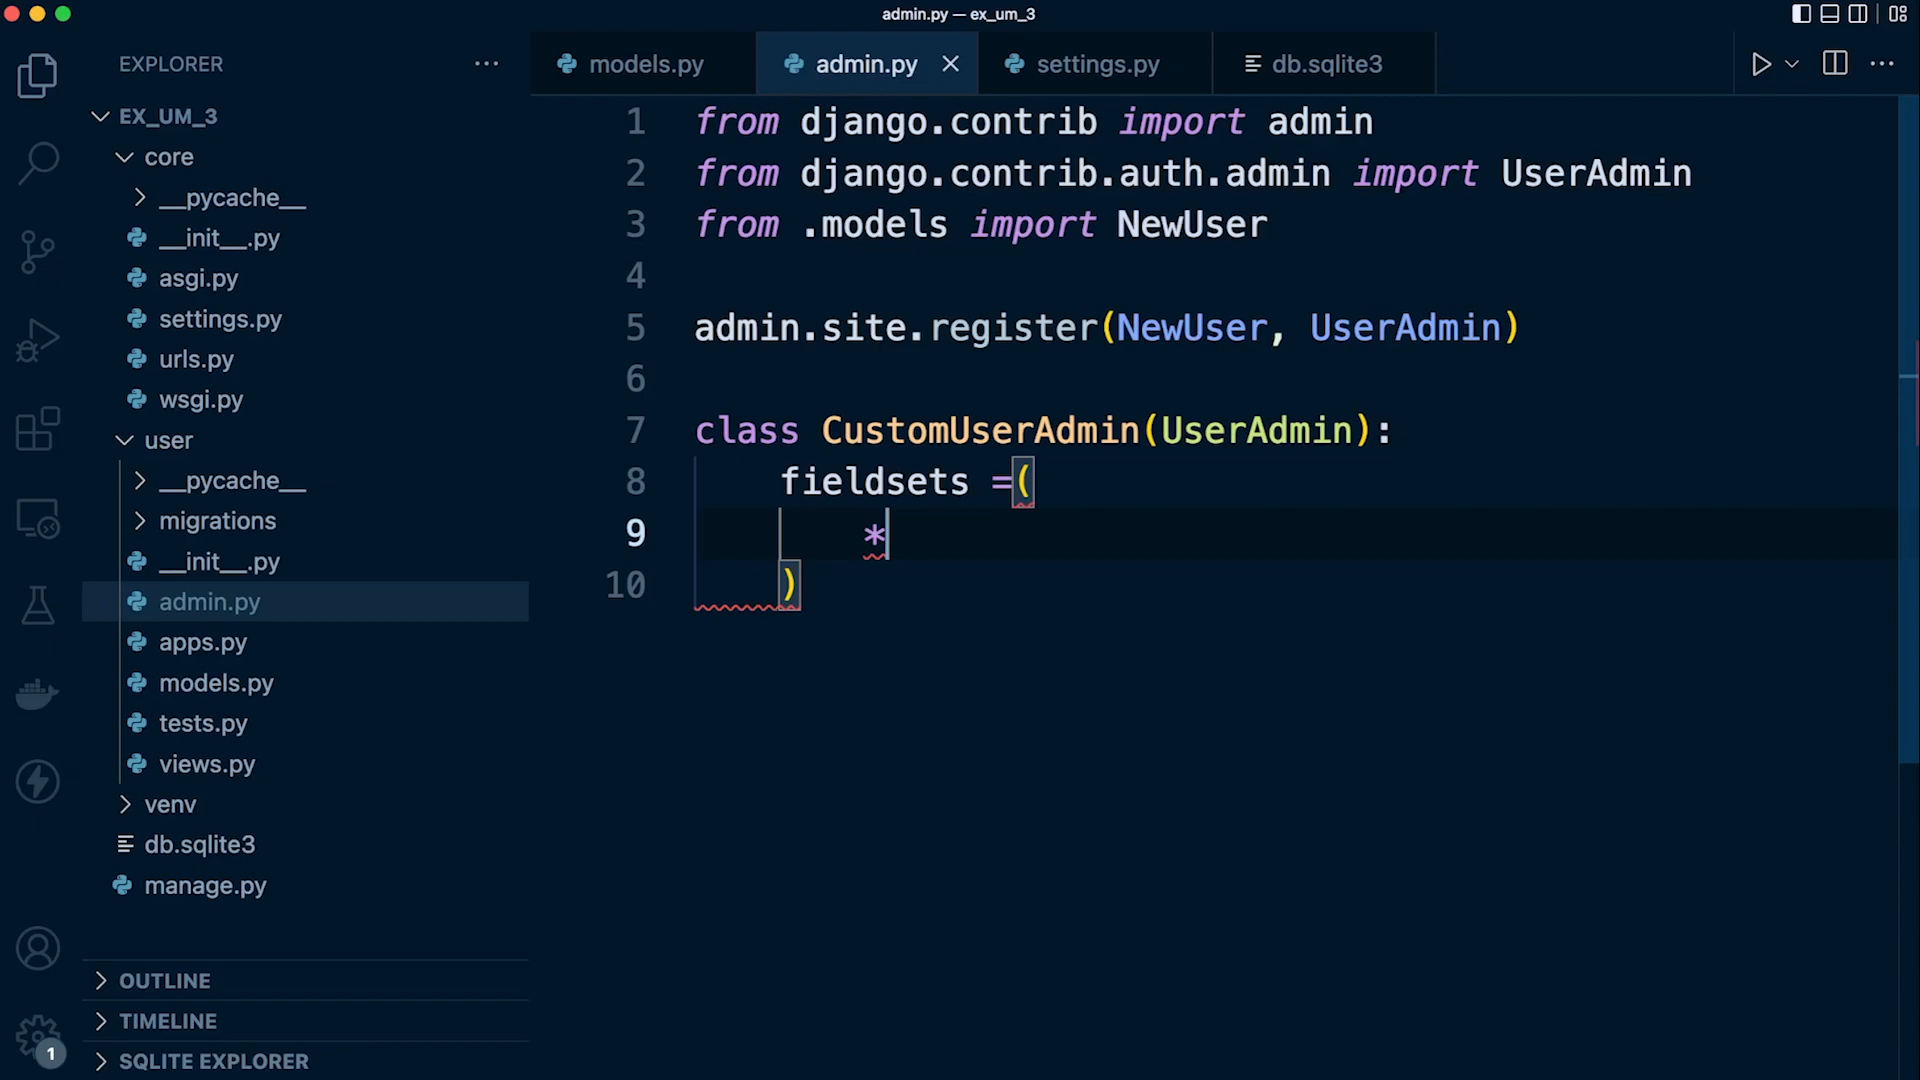 admin.py — ex_um_3
EXPLORER
EX_UM_3
core
__pycache__
__init__.py
asgi.py
settings.py
urls.py
wsgi.py
user
__pycache__
migrations
__init__.py
admin.py
apps.py
models.py
tests.py
views.py
venv
db.sqlite3
manage.py
OUTLINE
TIMELINE
SQLITE EXPLORER
1
models.py
admin.py
settings.py
db.sqlite3
1 from django.contrib import admin
2 from django.contrib.auth.admin import UserAdmin
3 from .models import NewUser
4
5 admin.site.register(NewUser, UserAdmin)
6
7 class CustomUserAdmin(UserAdmin):
8     fieldsets =(
9         *
10     )